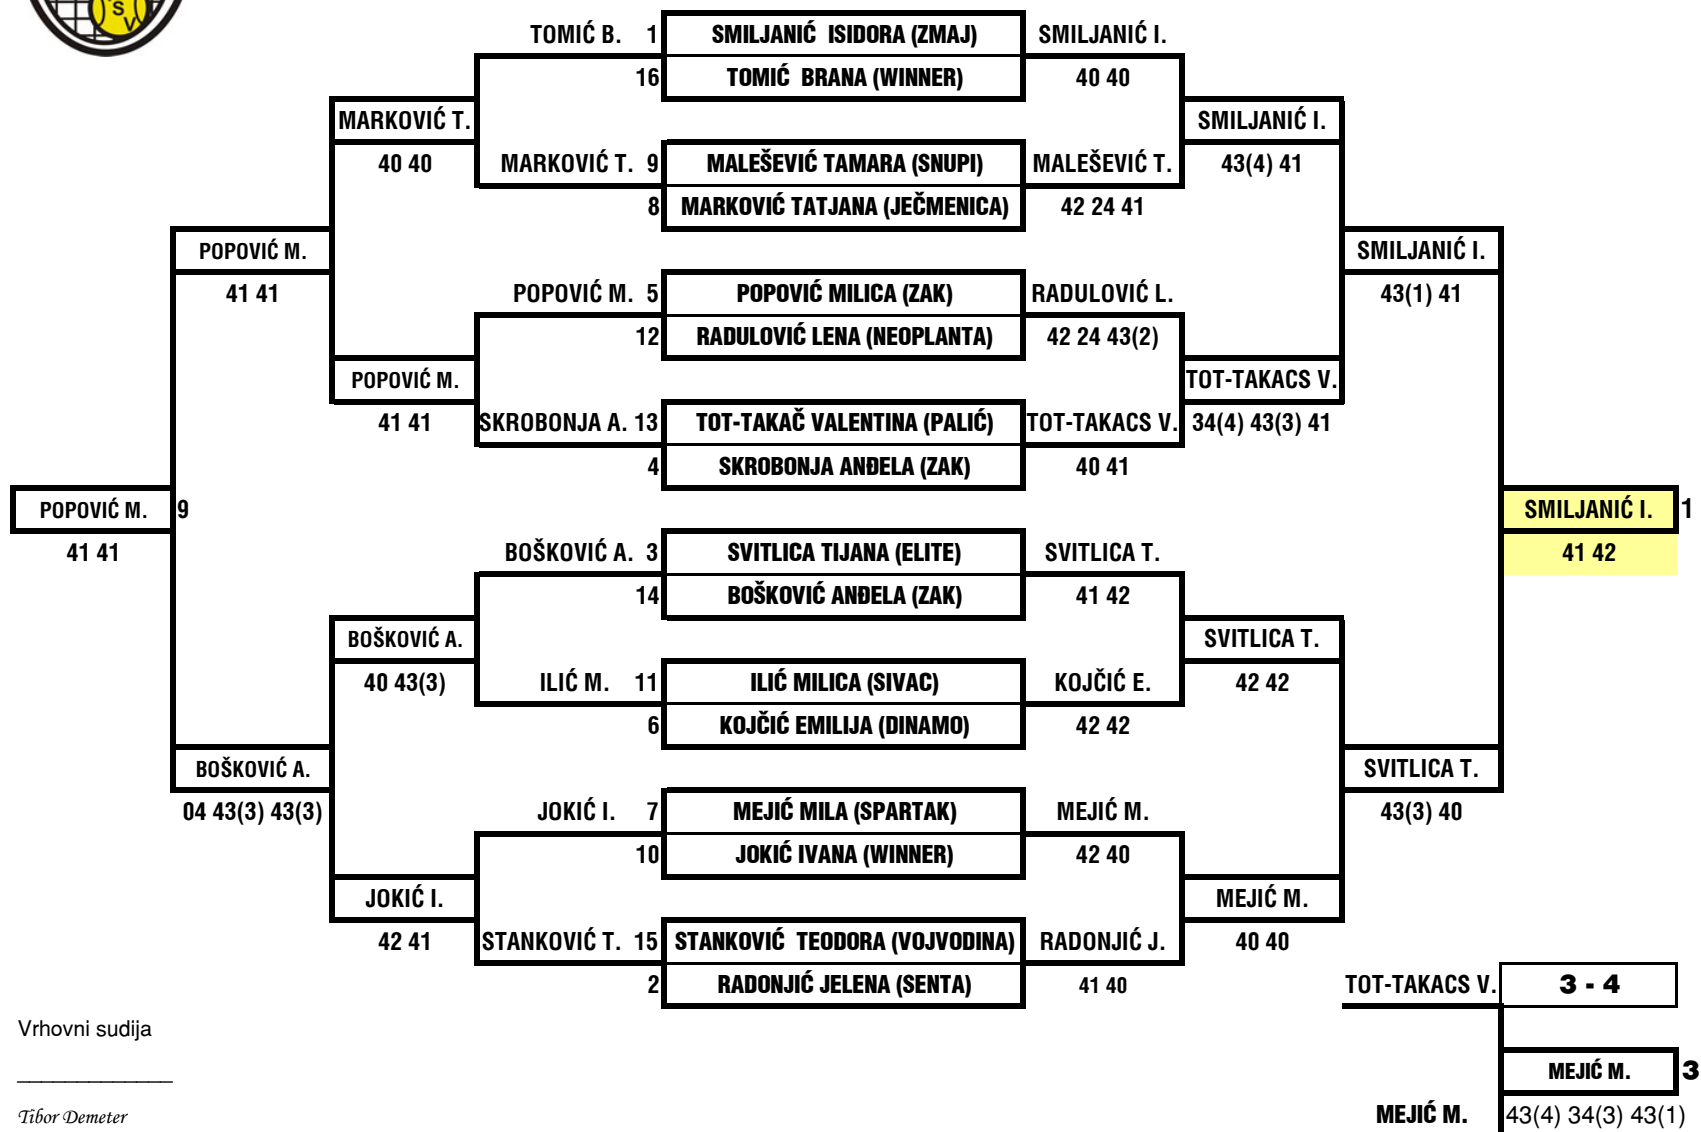 S
V
TOMIĆ B. 1 SMILJANIĆ ISIDORA (ZMAJ) SMILJANIĆ I.
16 TOMIĆ BRANA (WINNER) 40 40
MARKOVIĆ T. SMILJANIĆ I.
40 40 MARKOVIĆ T. 9 MALEŠEVIĆ TAMARA (SNUPI) MALEŠEVIĆ T. 43(4) 41
8 MARKOVIĆ TATJANA (JEČMENICA) 42 24 41
POPOVIĆ M. SMILJANIĆ I.
41 41 POPOVIĆ M. 5 POPOVIĆ MILICA (ZAK) RADULOVIĆ L. 43(1) 41
12 RADULOVIĆ LENA (NEOPLANTA) 42 24 43(2)
POPOVIĆ M. TOT-TAKACS V.
41 41 SKROBONJA A. 13 TOT-TAKAČ VALENTINA (PALIĆ) TOT-TAKACS V. 34(4) 43(3) 41
4 SKROBONJA ANĐELA (ZAK) 40 41
POPOVIĆ M. 9 SMILJANIĆ I. 1
41 41 BOŠKOVIĆ A. 3 SVITLICA TIJANA (ELITE) SVITLICA T. 41 42
14 BOŠKOVIĆ ANĐELA (ZAK) 41 42
BOŠKOVIĆ A. SVITLICA T.
40 43(3) ILIĆ M. 11 ILIĆ MILICA (SIVAC) KOJČIĆ E. 42 42
6 KOJČIĆ EMILIJA (DINAMO) 42 42
BOŠKOVIĆ A. SVITLICA T.
04 43(3) 43(3) JOKIĆ I. 7 MEJIĆ MILA (SPARTAK) MEJIĆ M. 43(3) 40
10 JOKIĆ IVANA (WINNER) 42 40
JOKIĆ I. MEJIĆ M.
42 41 STANKOVIĆ T. 15 STANKOVIĆ TEODORA (VOJVODINA) RADONJIĆ J. 40 40
2 RADONJIĆ JELENA (SENTA) 41 40 TOT-TAKACS V. 3 - 4
Vrhovni sudija
______________
MEJIĆ M. 3
Tibor Demeter MEJIĆ M. 43(4) 34(3) 43(1)